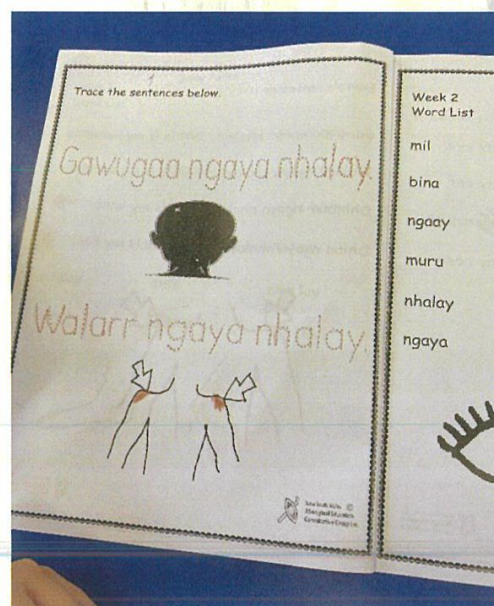 Trace the sentences below.
Gawugaa ngaya nhalay.
Walarr ngaya nhalay.
Week 2
Word List
mil
bina
ngaay
muru
nhalay
ngaya